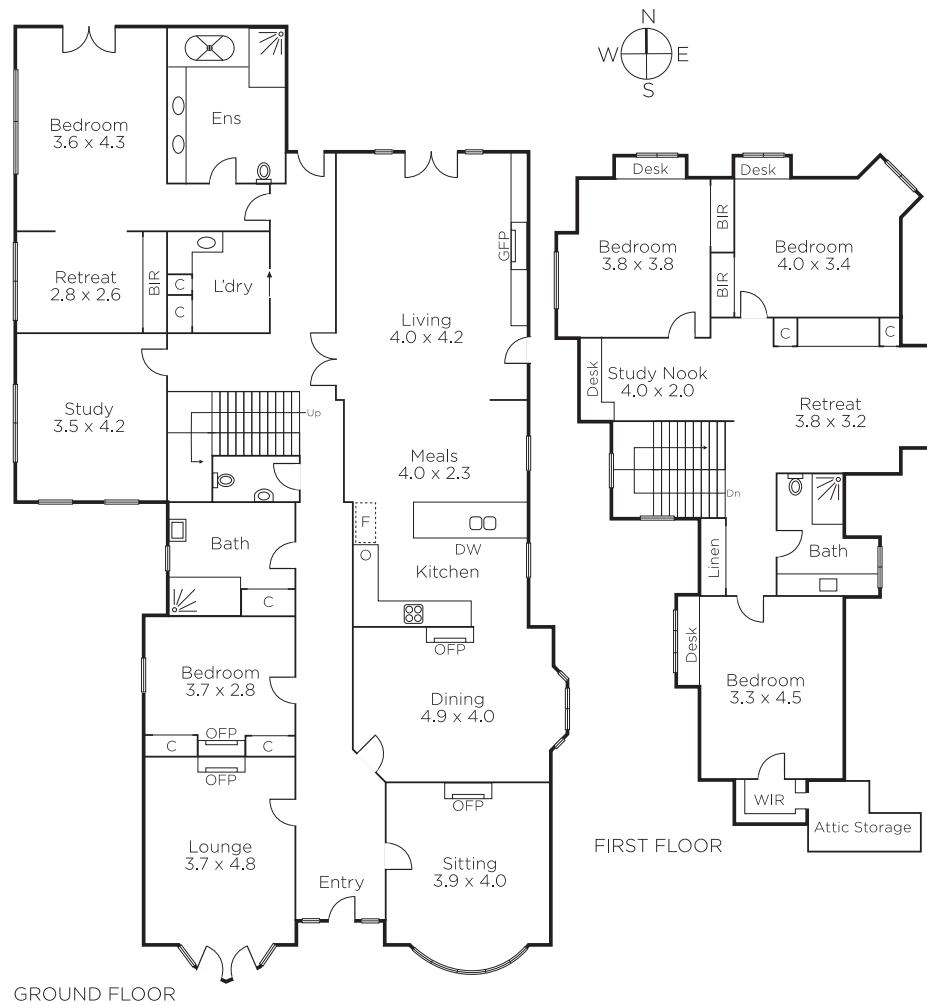 N
W E
S
Bedroom
3.6 x 4.3
Ens
Retreat
2.8 x 2.6
BIR
C
C
L'dry
Study
3.5 x 4.2
Up
Living
4.0 x 4.2
GFP
Meals
4.0 x 2.3
F
DW
Kitchen
Bath
C
OFP
Bedroom
3.7 x 2.8
Dining
4.9 x 4.0
C
OFP
C
OFP
OFP
Lounge
3.7 x 4.8
Entry
Sitting
3.9 x 4.0
GROUND FLOOR
Desk
Desk
Bedroom
3.8 x 3.8
BIR
BIR
Bedroom
4.0 x 3.4
C
C
Desk
Study Nook
4.0 x 2.0
Retreat
3.8 x 3.2
Dn
Linen
Bath
Desk
Bedroom
3.3 x 4.5
WIR
Attic Storage
FIRST FLOOR